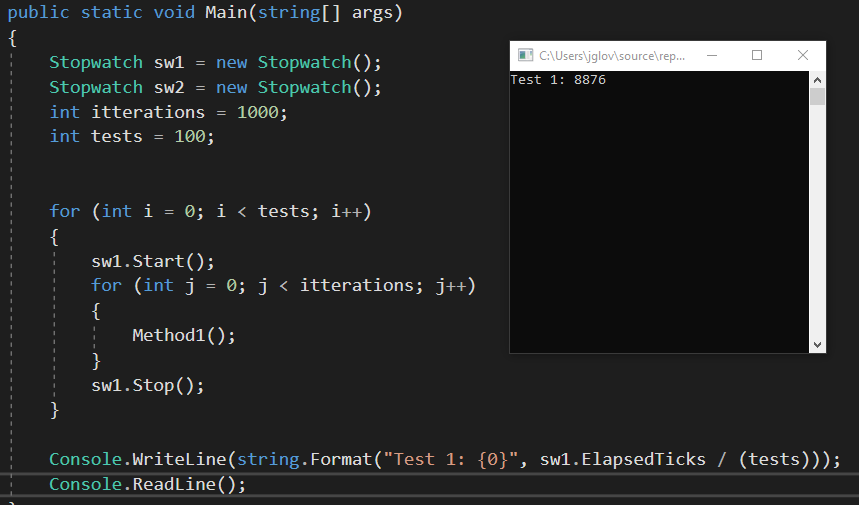 public static void Main(string[] args)
{
Stopwatch sw1 = new Stopwatch();
Stopwatch sw2 = new Stopwatch();
int itterations = 1000;
int tests = 100;
for (int i = 0; i < tests; i++)
{
sw1.Start();
for (int j = 0; j < itterations; j++)
{
Method1();
}
sw1.Stop();
}
Console.WriteLine(string.Format("Test 1: {0}", sw1.ElapsedTicks / (tests)));
Console.ReadLine();
C:\Users\jglov\source\rep...
Test 1: 8876